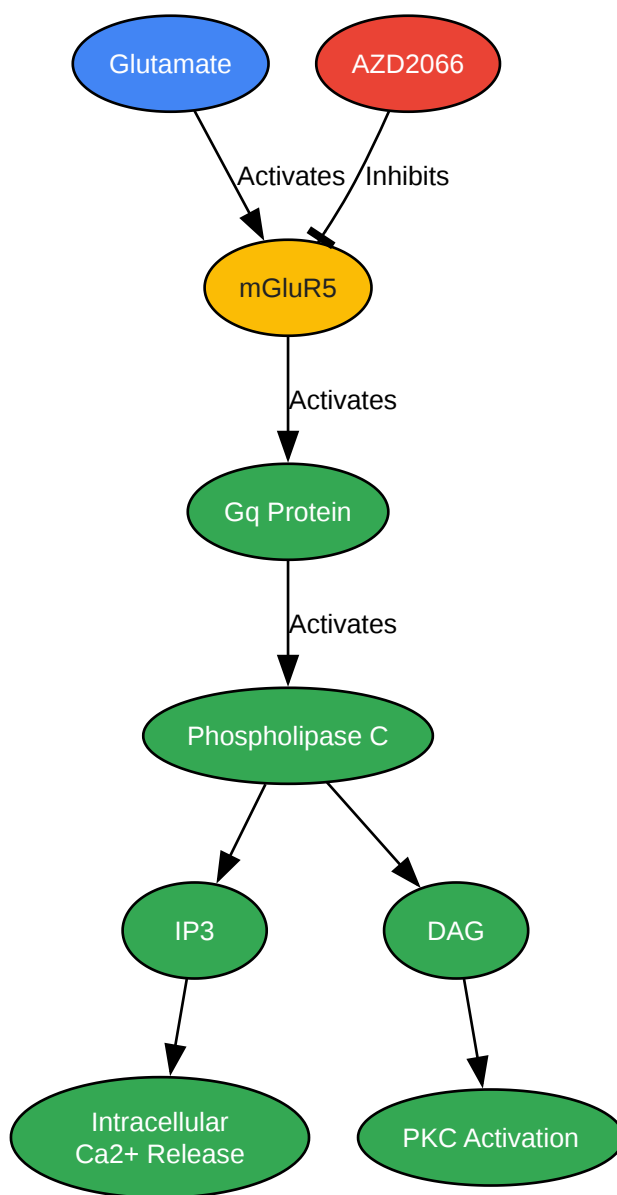 Glutamate
AZD2066
Activates
Inhibits
mGluR5
Activates
Gq Protein
Activates
Phospholipase C
IP3
DAG
Intracellular
Ca2+ Release
PKC Activation